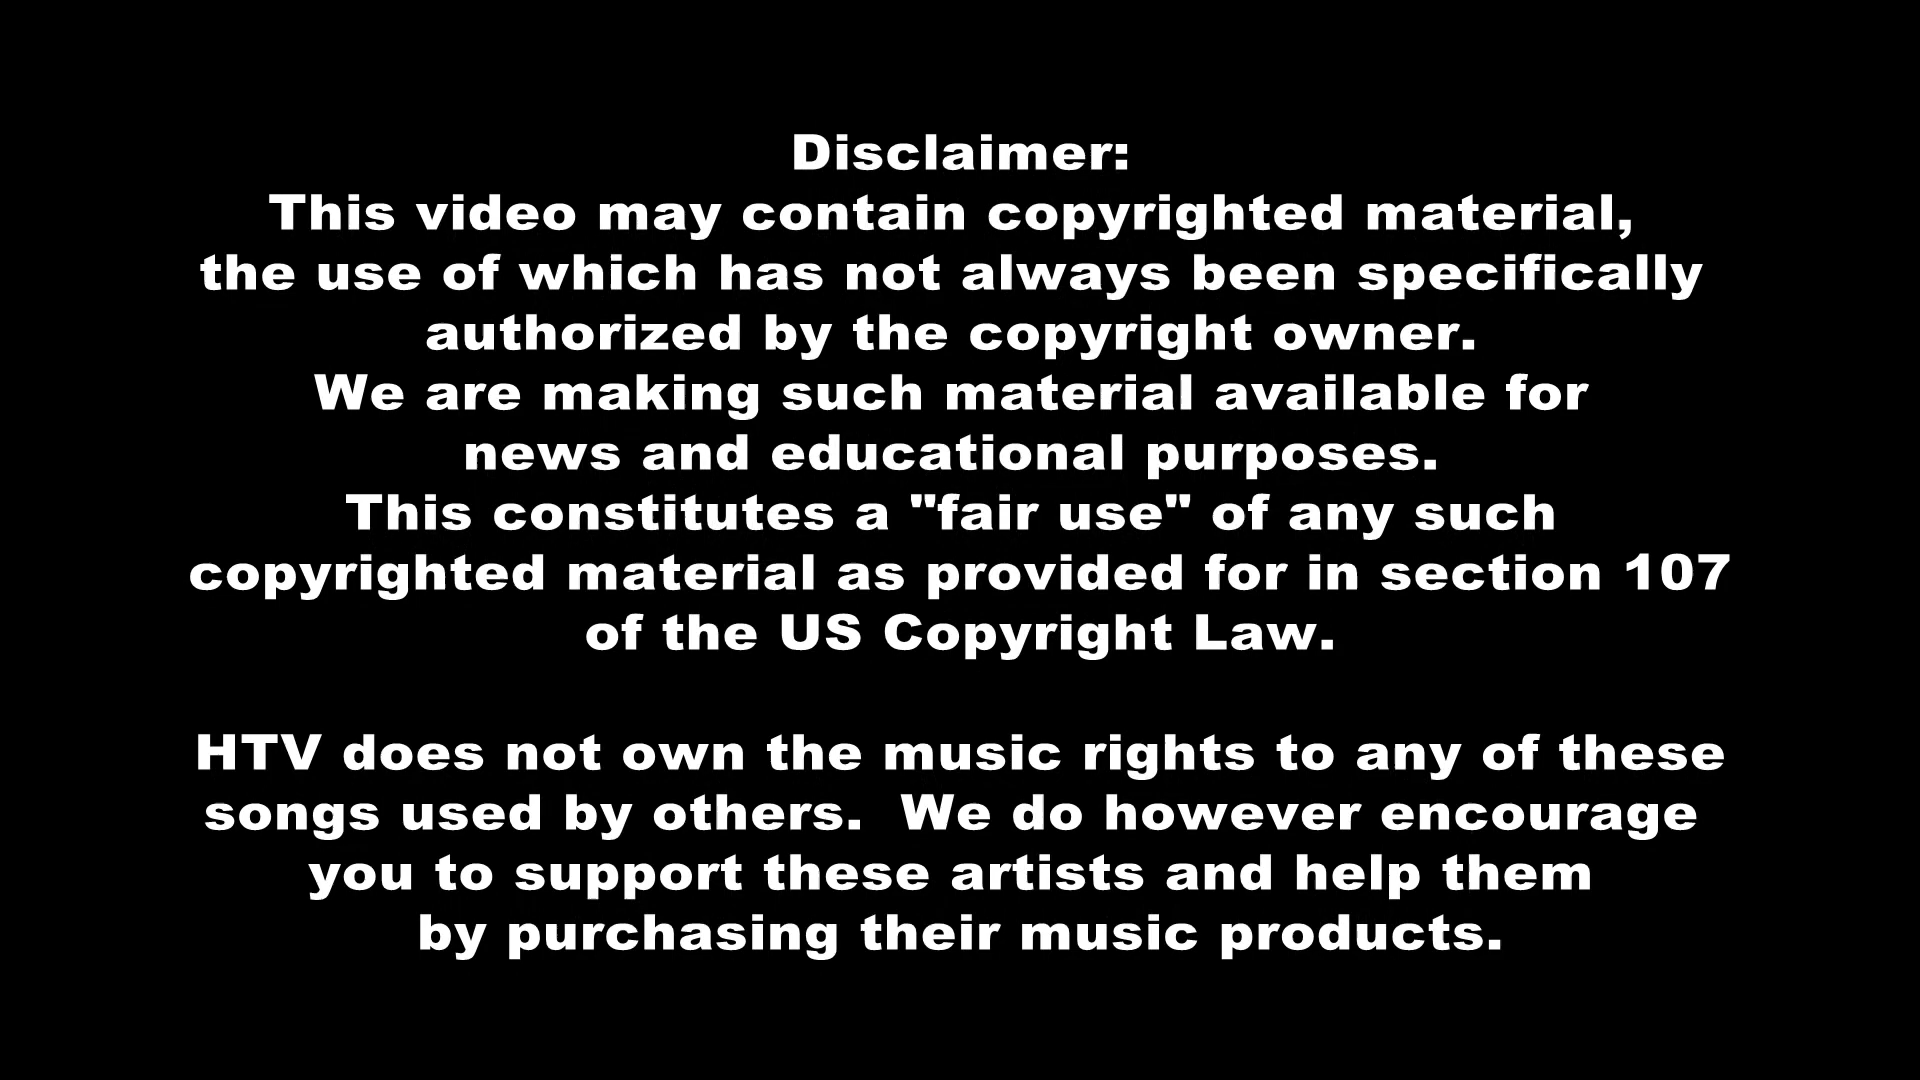 Disclaimer:
This video may contain copyrighted material,
the use of which has not always been specifically
authorized by the copyright owner.
We are making such material available for
news and educational purposes.
This constitutes a "fair use" of any such
copyrighted material as provided for in section 107
of the US Copyright Law.
HTV does not own the music rights to any of these
songs used by others.  We do however encourage
you to support these artists and help them
by purchasing their music products.